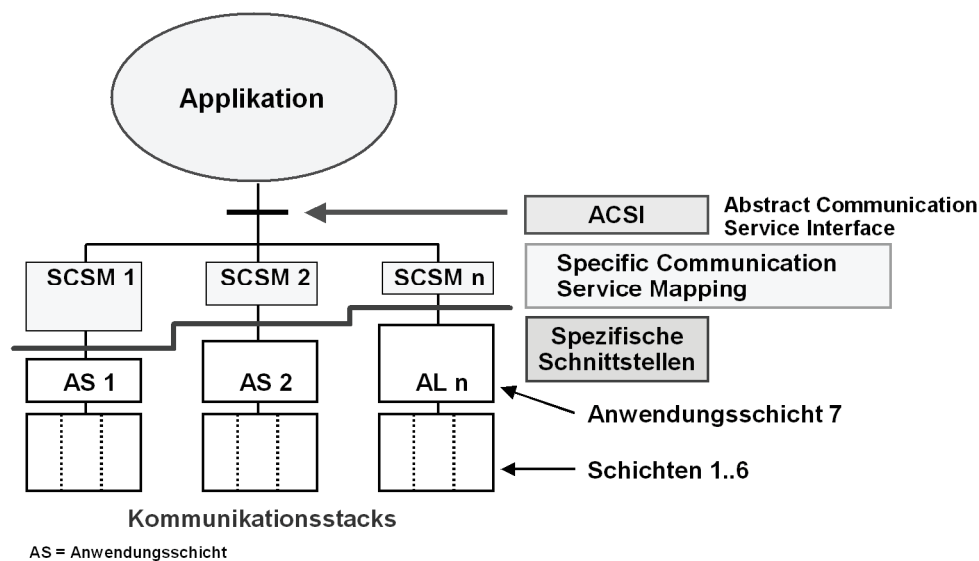 Applikation
ACSI
Abstract Communication
Service Interface
SCSM 1
SCSM 2
SCSM n
Specific Communication
Service Mapping
Spezifische
Schnittstellen
AS 1
AS 2
AL n
Anwendungsschicht 7
Schichten 1..6
Kommunikationsstacks
AS = Anwendungsschicht